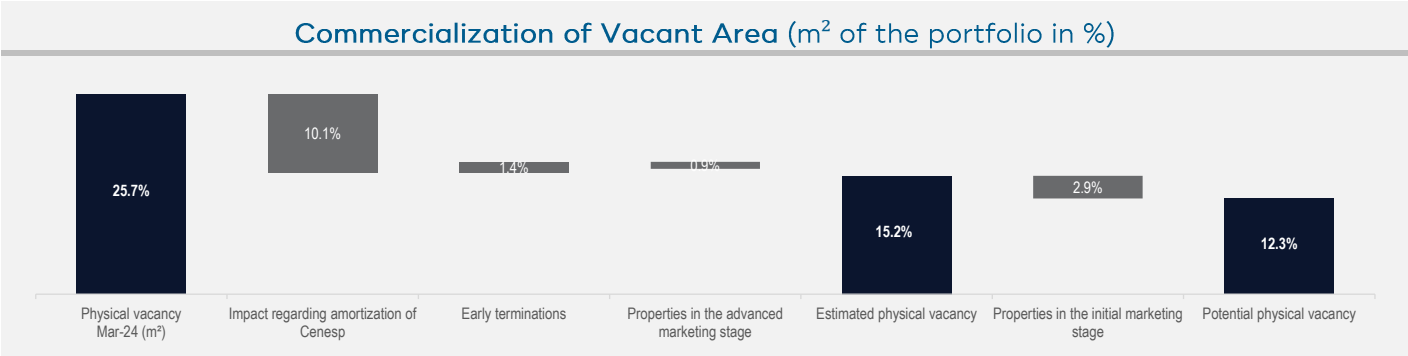 Commercialization of Vacant Area (m² of the portfolio in %)
10.1%
1.4%
0.9%
25.7%
2.9%
15.2%
12.3%
Physical vacancy
Mar-24 (m²)
Impact regarding amortization of
Cenesp
Early terminations
Properties in the advanced
marketing stage
Estimated physical vacancy
Properties in the initial marketing
stage
Potential physical vacancy